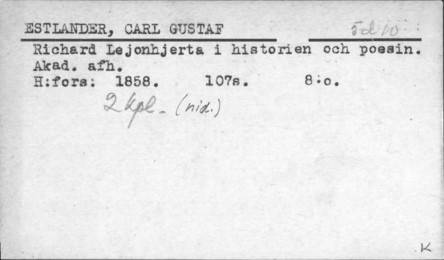 ESTLANDER, CARL GUSTAF
Richard Lejonhjerta i historien och poesin.
Akad. afh.
H:fors: 1858. 107s. 8:o.
2 kpl. (nid.)
K